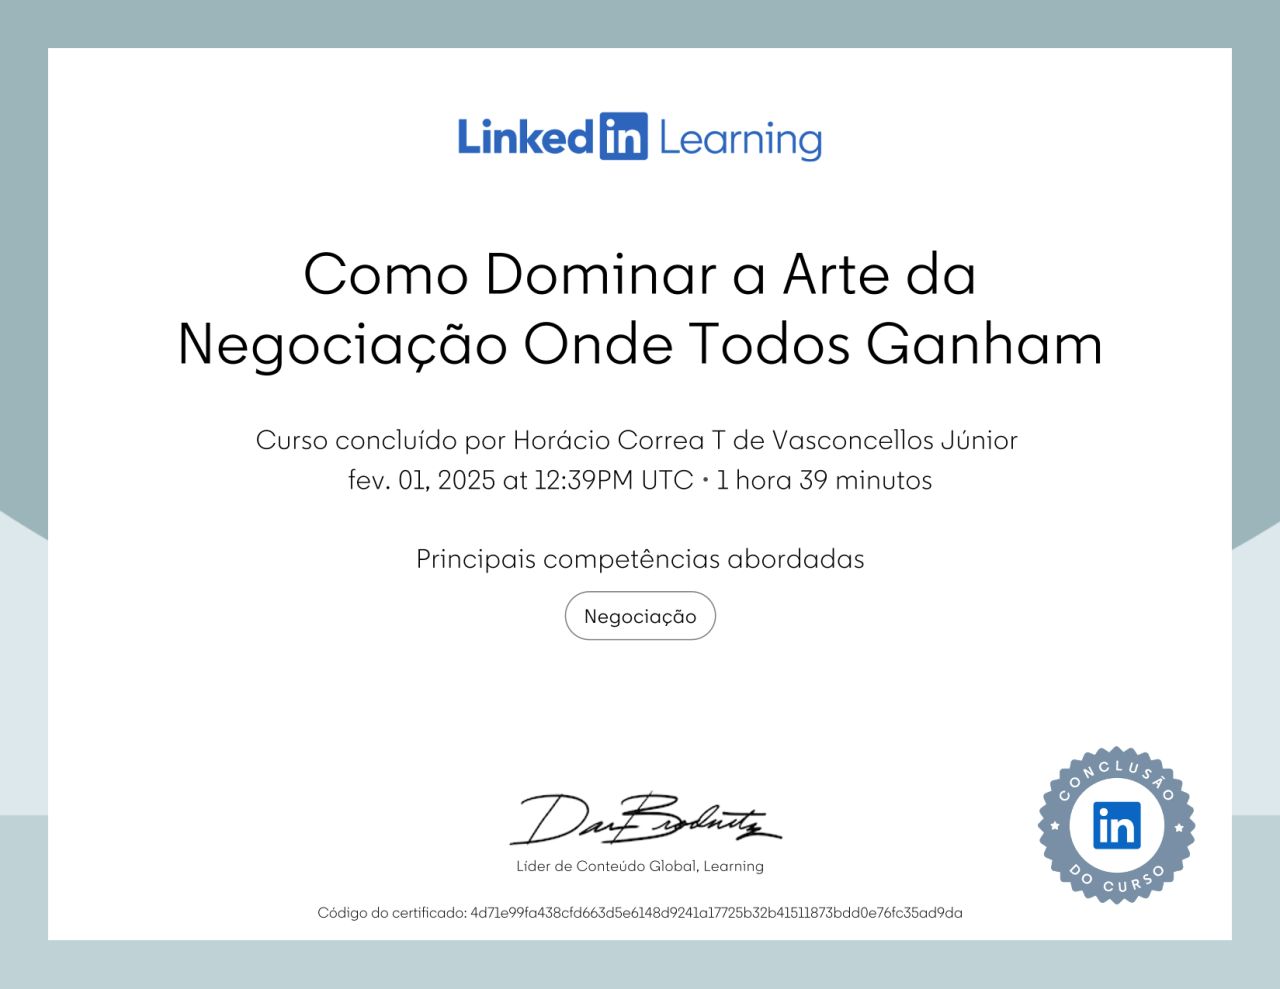 LinkedIn Learning
Como Dominar a Arte da
Negociação Onde Todos Ganham
Curso concluído por Horácio Correa T de Vasconcellos Júnior
fev. 01, 2025 at 12:39PM UTC • 1 hora 39 minutos
Principais competências abordadas
Negociação
CONCLUSÃO
in
DO CURSO
Dan Brodnitz
Líder de Conteúdo Global, Learning
Código do certificado: 4d71e99fa438cfd663d5e6148d9241a17725b32b41511873bdd0e76fc35ad9da